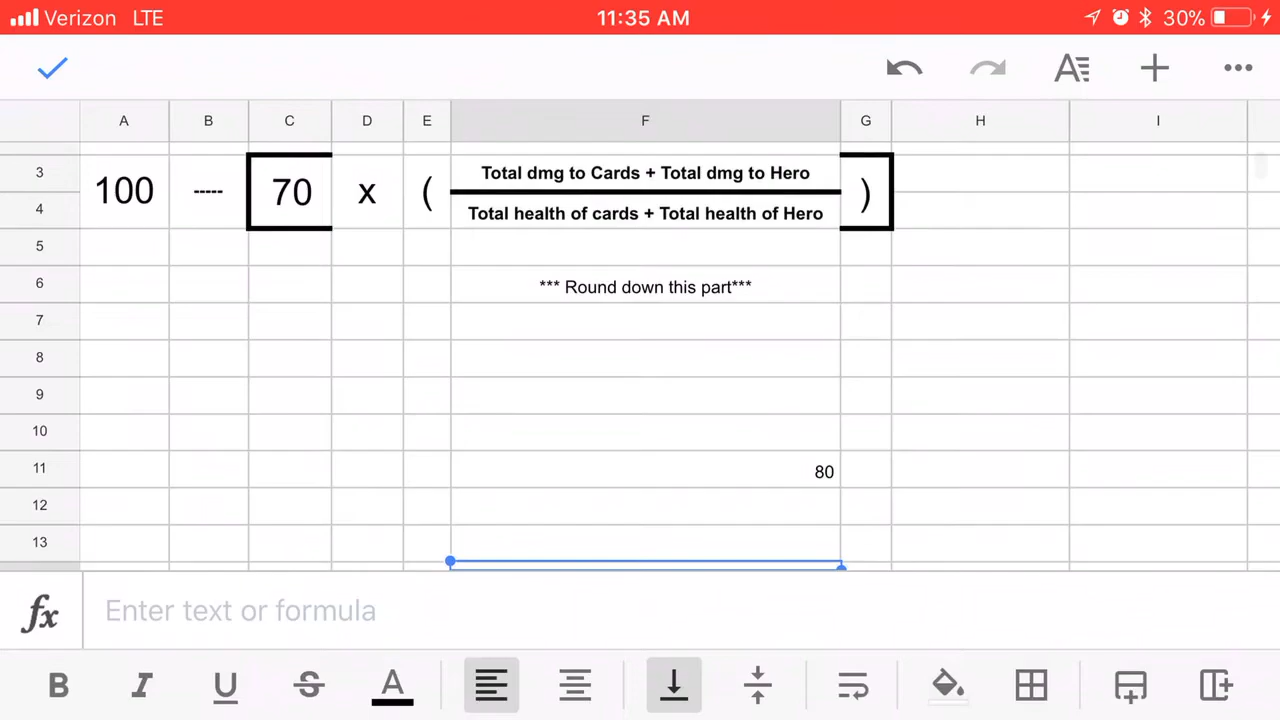 Verizon LTE 11:35 AM 30%
A B C D E F G H I
3 Total dmg to Cards + Total dmg to Hero
100 ----- 70 x ( )
4 Total health of cards + Total health of Hero
5
6 *** Round down this part***
7
8
9
10
11 80
12
13
fx Enter text or formula
B I U S A